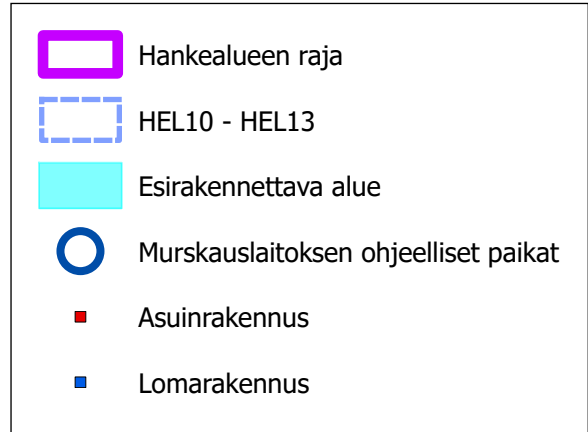 Hankealueen raja
HEL10 - HEL13
Esirakennettava alue
Murskauslaitoksen ohjeelliset paikat
Asuinrakennus
Lomarakennus